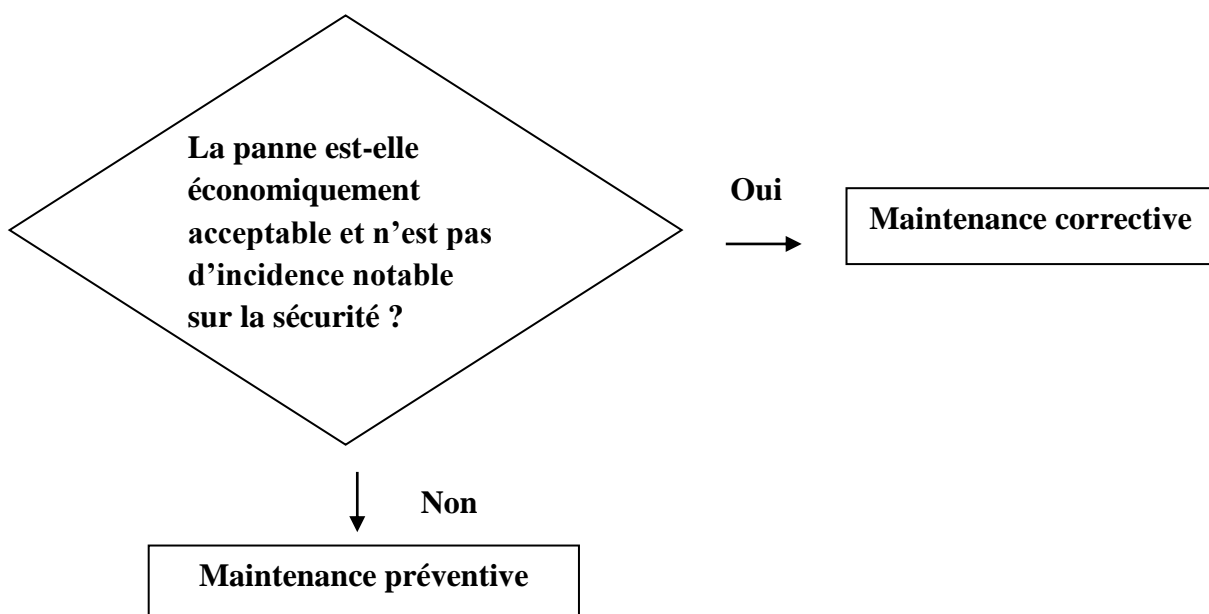 La panne est-elle
économiquement
acceptable et n’est pas
d’incidence notable
sur la sécurité ?
Oui
Maintenance corrective
Non
Maintenance préventive